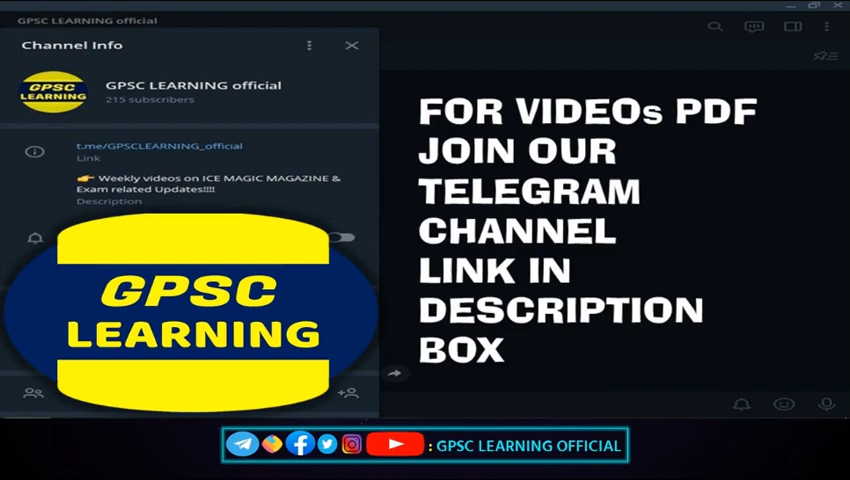 GPSC LEARNING official
Channel Info
GPSC LEARNING
GPSC LEARNING official
215 subscribers
t.me/GPSCLEARNING_official
Link
👉 Weekly videos on ICE MAGIC MAGAZINE &
Exam related Updates!!!!
Description
GPSC
LEARNING
FOR VIDEOs PDF
JOIN OUR
TELEGRAM
CHANNEL
LINK IN
DESCRIPTION
BOX
: GPSC LEARNING OFFICIAL